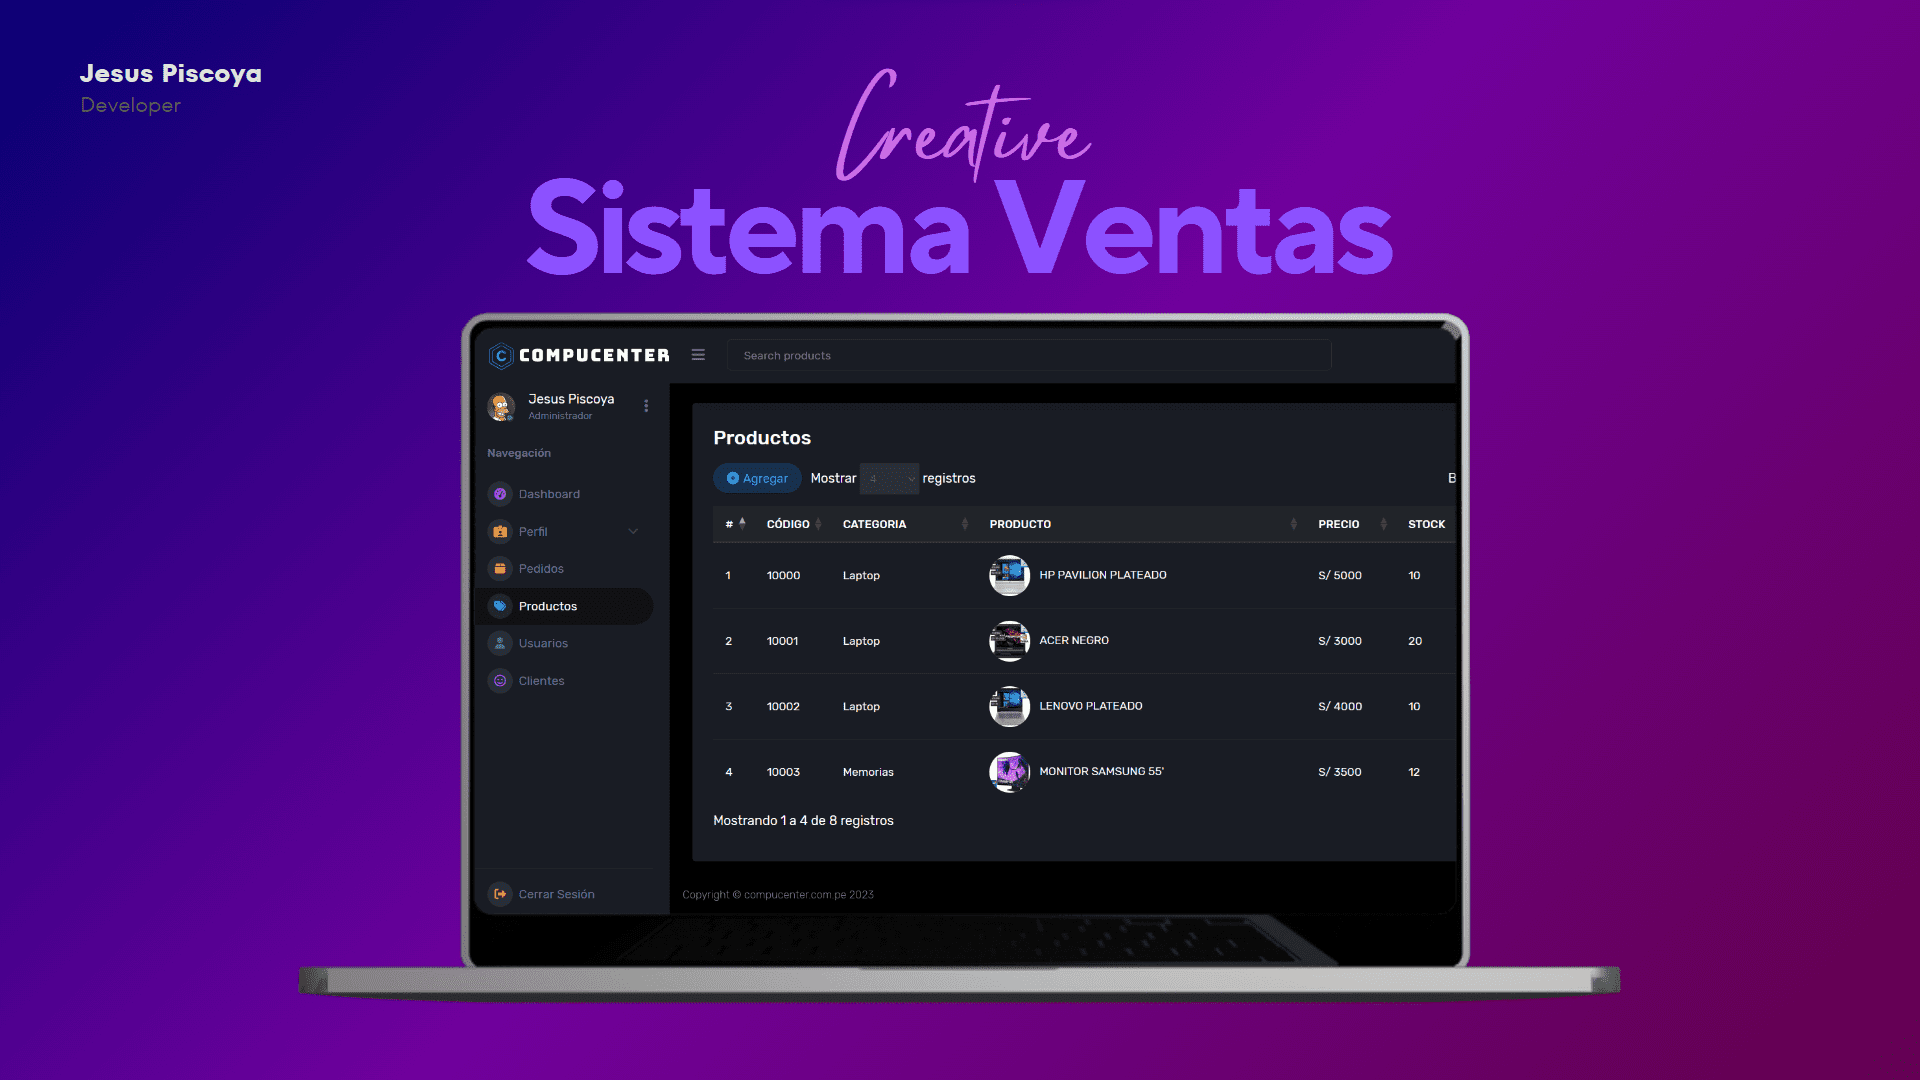 Jesus Piscoya
Developer
Creative
Sistema Ventas
COMPUCENTER
Search products
Jesus Piscoya
Administrador
Navegación
Dashboard
Perfil
Pedidos
Productos
Usuarios
Clientes
Cerrar Sesión
Productos
Agregar Mostrar 4 registros B
# CÓDIGO CATEGORIA PRODUCTO PRECIO STOCK
1 10000 Laptop HP PAVILION PLATEADO S/ 5000 10
2 10001 Laptop ACER NEGRO S/ 3000 20
3 10002 Laptop LENOVO PLATEADO S/ 4000 10
4 10003 Memorias MONITOR SAMSUNG 55' S/ 3500 12
Mostrando 1 a 4 de 8 registros
Copyright © compucenter.com.pe 2023